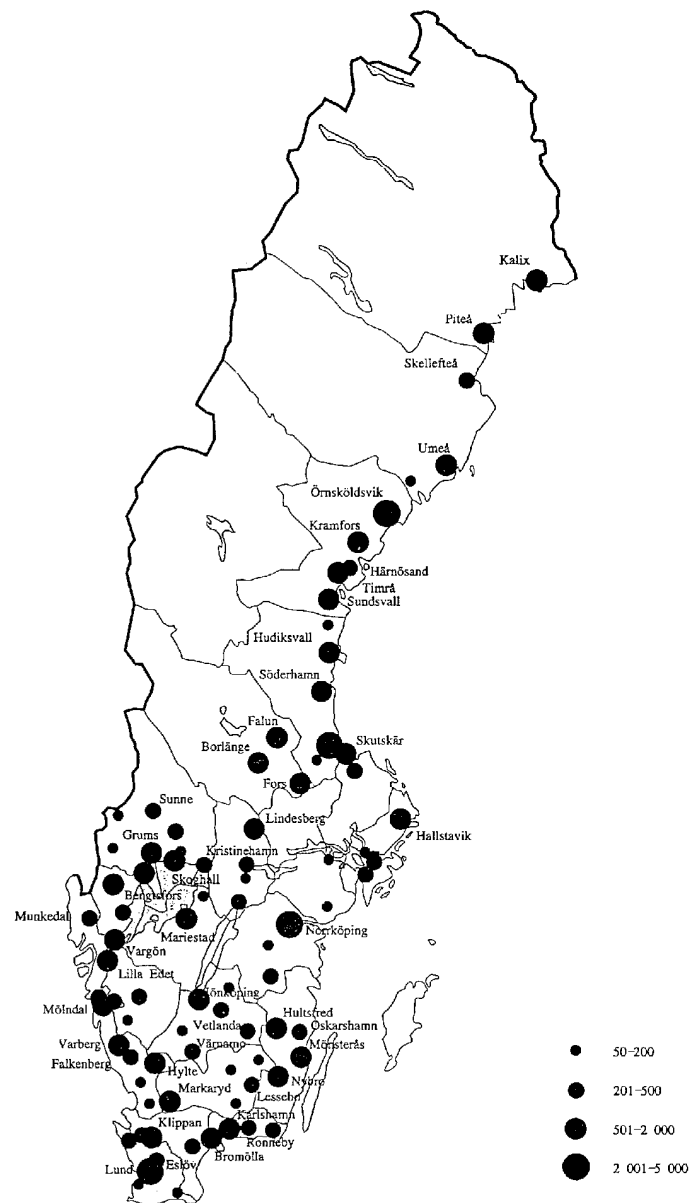 Kalix
Piteå
Skellefteå
Umeå
Örnsköldsvik
Kramfors
Härnösand
Timrå
Sundsvall
Hudiksvall
Söderhamn
Falun
Skutskär
Borlänge
Fors
Sunne
Lindesberg
Hallstavik
Grums
Kristinehamn
Skoghall
Bengtsfors
Munkedal
Mariestad
Norrköping
Vargön
Lilla Edet
Jönköping
Mölndal
Hultsfred
Vetlanda
Oskarshamn
Varberg
Värnamo
Mönsterås
Falkenberg
Hylte
Nybro
Markaryd
Lessebo
Karlshamn
Klippan
Ronneby
Bromölla
Eslöv
Lund
50-200
201-500
501-2 000
2 001-5 000